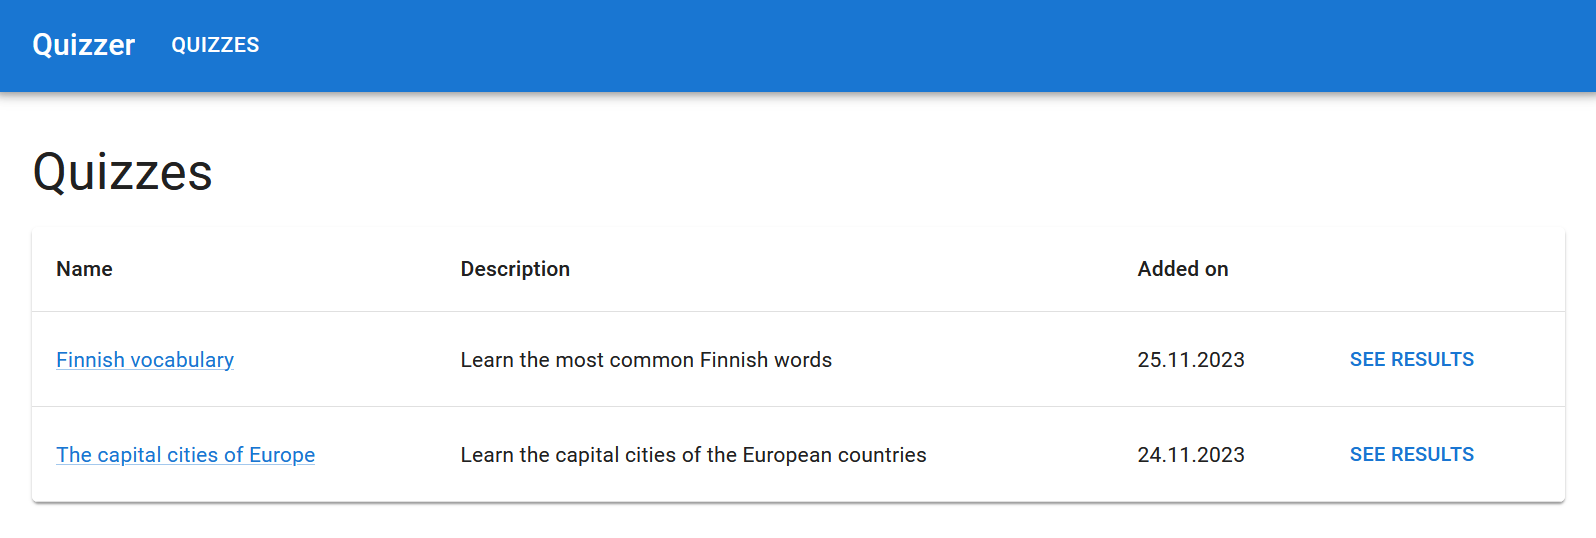 Quizzer QUIZZES
Quizzes
Name Description Added on
Finnish vocabulary Learn the most common Finnish words 25.11.2023 SEE RESULTS
The capital cities of Europe Learn the capital cities of the European countries 24.11.2023 SEE RESULTS